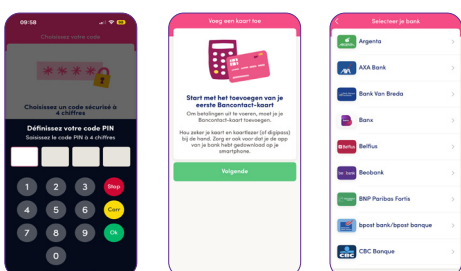 09:58
Choisissez votre code
Choisissez un code sécurisé à
4 chiffres
Définissez votre code PIN
Saisissez le code PIN à 4 chiffres
1 2 3 Stop
4 5 6 Corr
7 8 9 Ok
0
Voeg een kaart toe
Start met het toevoegen van je
eerste Bancontact-kaart
Om betalingen uit te voeren, moet je je
Bancontact-kaart toevoegen.
Hou zeker je kaart en kaartlezer (of digipass)
bij de hand. Zorg er ook voor dat je de app
van je bank hebt gedownload op je
smartphone.
Volgende
Selecteer je bank
Argenta
AXA Bank
Bank Van Breda
Banx
Belfius
Beobank
BNP Paribas Fortis
bpost bank/bpost banque
CBC Banque